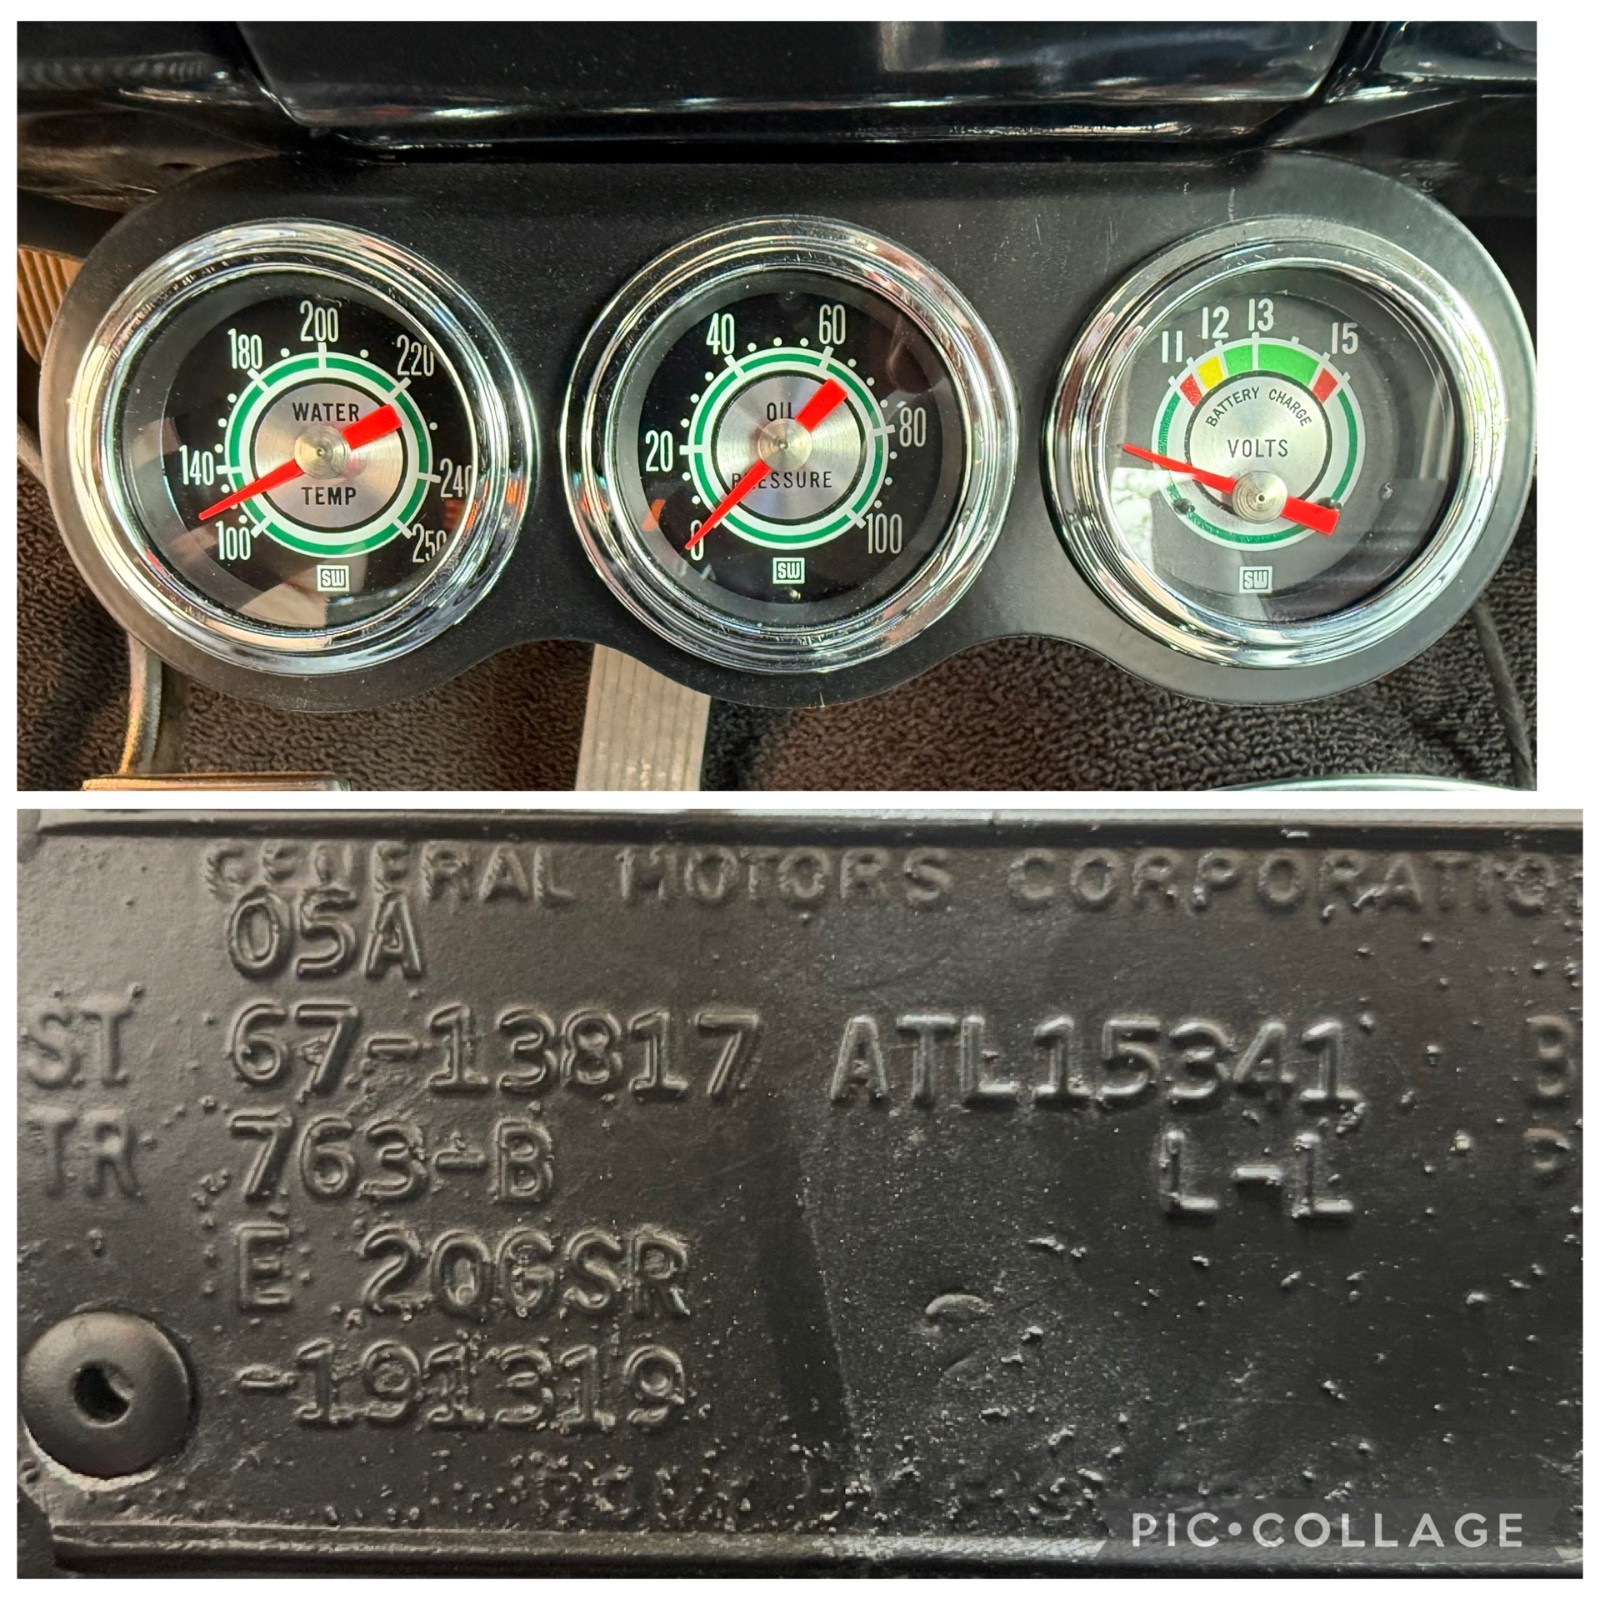 200
180
220
WATER
140
240
TEMP
100
250
SW
60
40
OIL
80
20
PRESSURE
0
100
SW
12 13
11
15
BATTERY CHARGE
VOLTS
SW
GENERAL MOTORS CORPORATIO
05A
ST 67-13817 ATL15341 B
TR 763-B L-L P
E 20GSR
-191319
PIC•COLLAGE